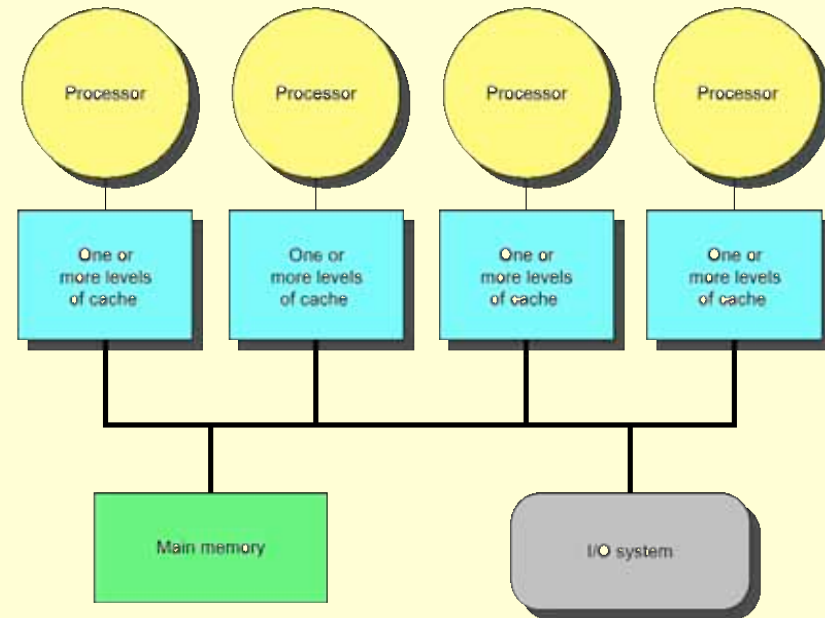 Processor
Processor
Processor
Processor
One or
more levels
of cache
One or
more levels
of cache
One or
more levels
of cache
One or
more levels
of cache
Main memory
I/O system